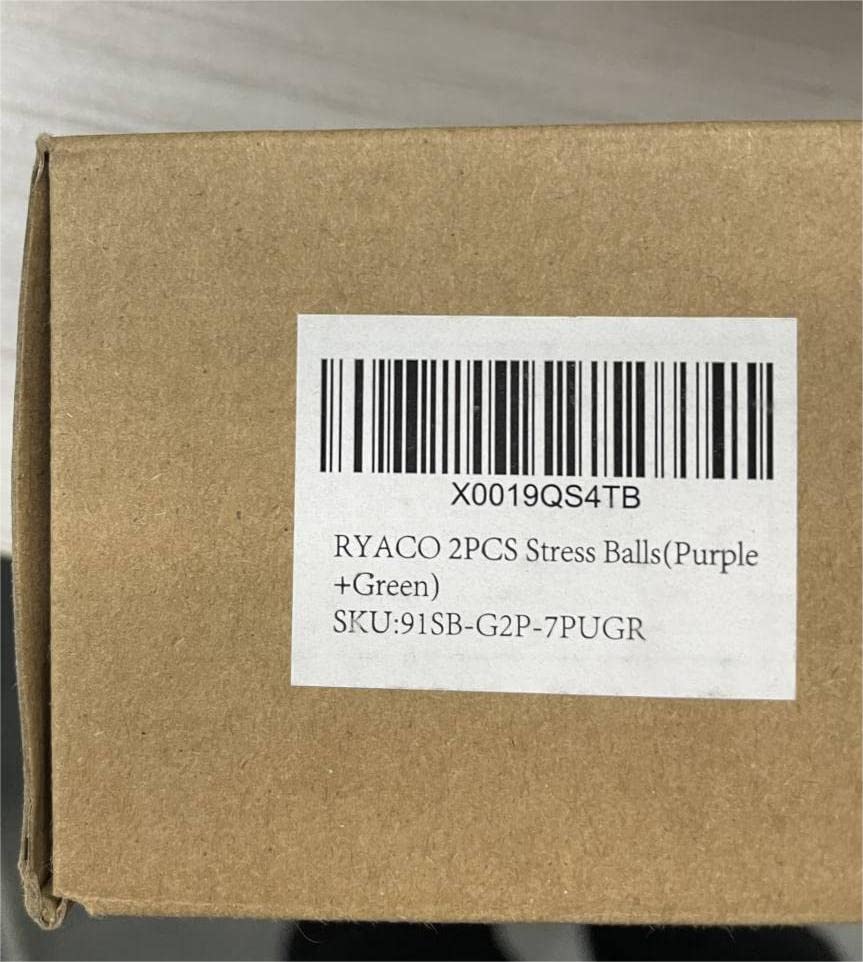 X0019QS4TB
RYACO 2PCS Stress Balls(Purple
+Green)
SKU:91SB-G2P-7PUGR